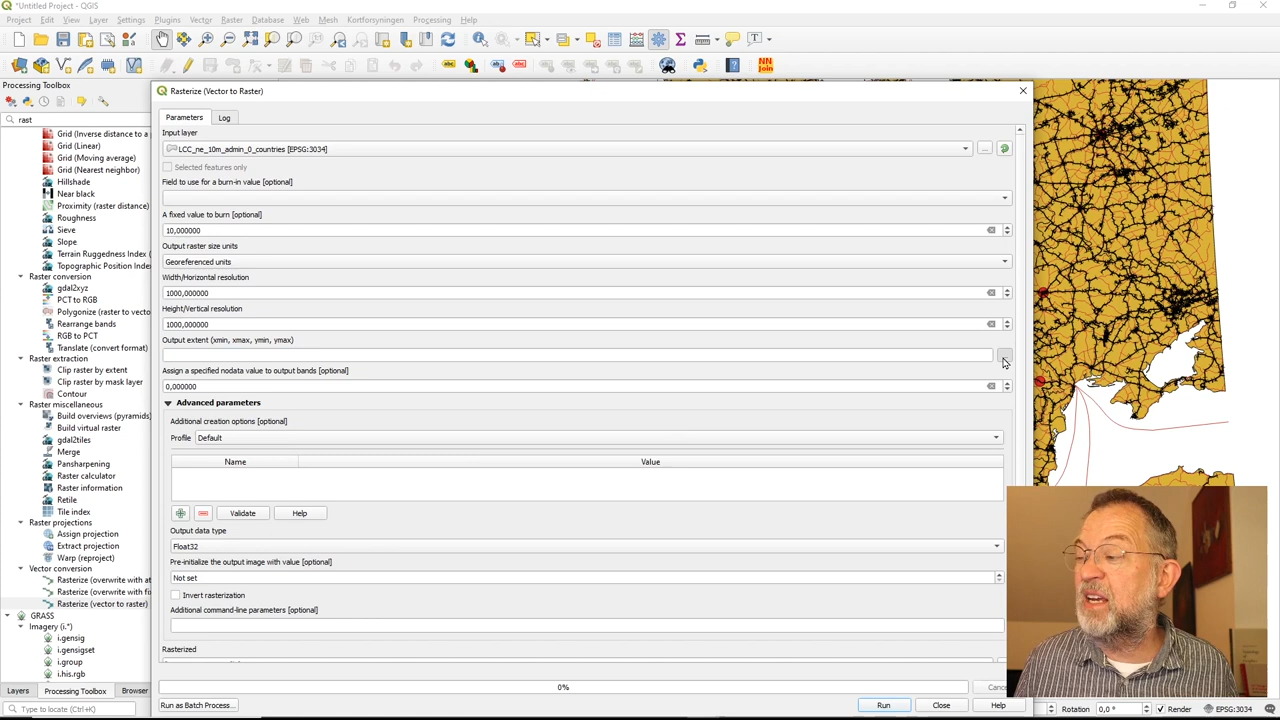 *Untitled Project - QGIS
Project Edit View Layer Settings Plugins Vector Raster Database Web Mesh Kortforsyningen Processing Help
Processing Toolbox
rast
Grid (Inverse distance to a p
Grid (Linear)
Grid (Moving average)
Grid (Nearest neighbor)
Hillshade
Near black
Proximity (raster distance)
Roughness
Sieve
Slope
Terrain Ruggedness Index (
Topographic Position Index
Raster conversion
gdal2xyz
PCT to RGB
Polygonize (raster to vecto
Rearrange bands
RGB to PCT
Translate (convert format)
Raster extraction
Clip raster by extent
Clip raster by mask layer
Contour
Raster miscellaneous
Build overviews (pyramids)
Build virtual raster
gdal2tiles
Merge
Pansharpening
Raster calculator
Raster information
Retile
Tile index
Raster projections
Assign projection
Extract projection
Warp (reproject)
Vector conversion
Rasterize (overwrite with at
Rasterize (overwrite with fix
Rasterize (vector to raster)
GRASS
Imagery (i.*)
i.gensig
i.gensigset
i.group
i.his.rgb
Layers Processing Toolbox Browser
Type to locate (Ctrl+K)
Rasterize (Vector to Raster)
Parameters Log
Input layer
LCC_ne_10m_admin_0_countries [EPSG:3034]
Selected features only
Field to use for a burn-in value [optional]
A fixed value to burn [optional]
10,000000
Output raster size units
Georeferenced units
Width/Horizontal resolution
1000,000000
Height/Vertical resolution
1000,000000
Output extent (xmin, xmax, ymin, ymax)
Assign a specified nodata value to output bands [optional]
0,000000
Advanced parameters
Additional creation options [optional]
Profile Default
Name Value
Validate Help
Output data type
Float32
Pre-initialize the output image with value [optional]
Not set
Invert rasterization
Additional command-line parameters [optional]
Rasterized
0%
Cance
Run as Batch Process... Run Close Help
Rotation 0,0 ° Render EPSG:3034